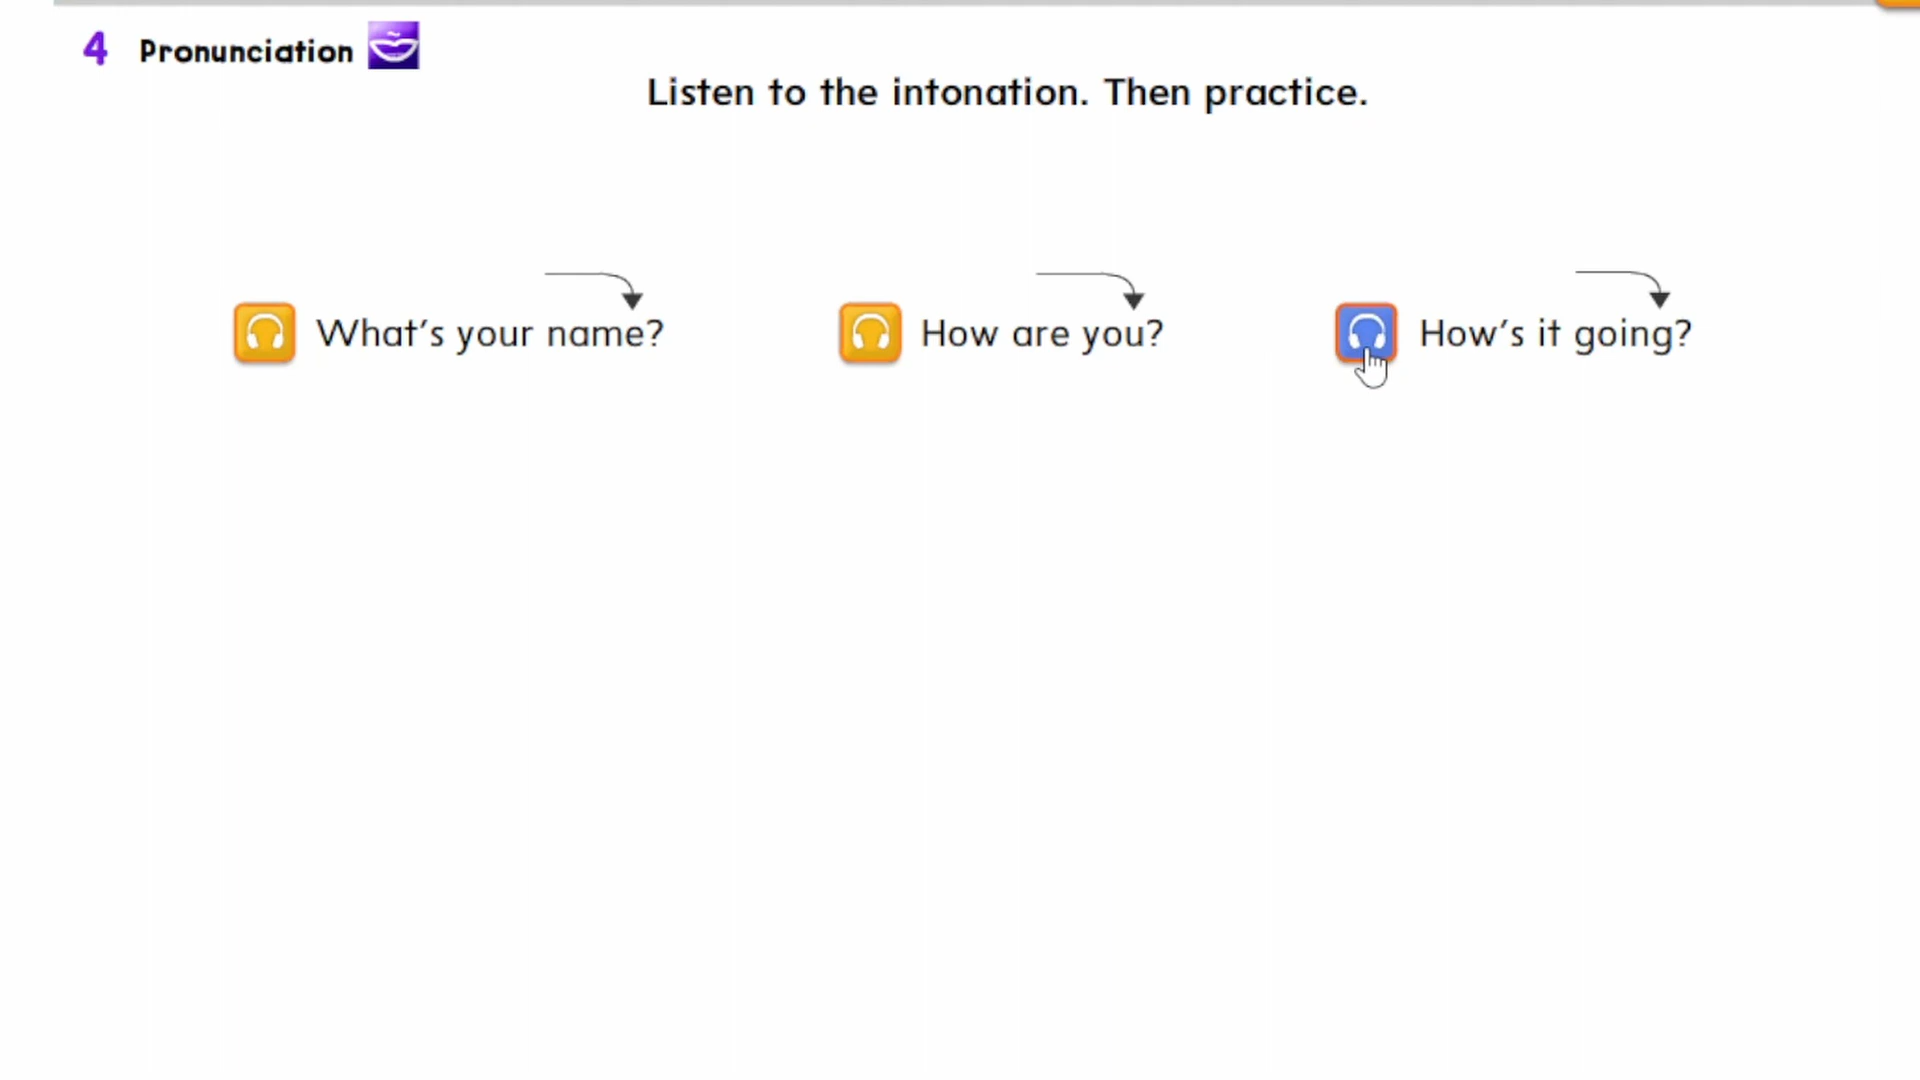 4 Pronunciation
Listen to the intonation. Then practice.
What's your name? How are you? How's it going?